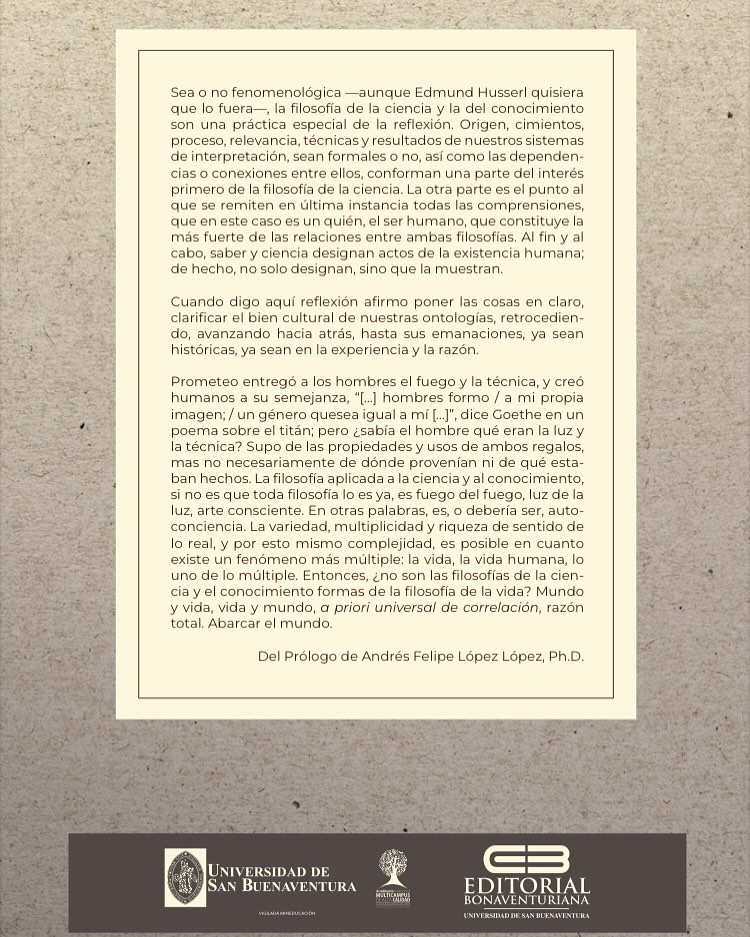 Sea o no fenomenológica —aunque Edmund Husserl quisiera
que lo fuera—, la filosofía de la ciencia y la del conocimiento
son una práctica especial de la reflexión. Origen, cimientos,
proceso, relevancia, técnicas y resultados de nuestros sistemas
de interpretación, sean formales o no, así como las dependen-
cias o conexiones entre ellos, conforman una parte del interés
primero de la filosofía de la ciencia. La otra parte es el punto al
que se remiten en última instancia todas las comprensiones,
que en este caso es un quién, el ser humano, que constituye la
más fuerte de las relaciones entre ambas filosofías. Al fin y al
cabo, saber y ciencia designan actos de la existencia humana;
de hecho, no solo designan, sino que la muestran.
Cuando digo aquí reflexión afirmo poner las cosas en claro,
clarificar el bien cultural de nuestras ontologías, retrocedien-
do, avanzando hacia atrás, hasta sus emanaciones, ya sean
históricas, ya sean en la experiencia y la razón.
Prometeo entregó a los hombres el fuego y la técnica, y creó
humanos a su semejanza, “[...] hombres formo / a mi propia
imagen; / un género quesea igual a mí [...]”, dice Goethe en un
poema sobre el titán; pero ¿sabía el hombre qué eran la luz y
la técnica? Supo de las propiedades y usos de ambos regalos,
mas no necesariamente de dónde provenían ni de qué esta-
ban hechos. La filosofía aplicada a la ciencia y al conocimiento,
si no es que toda filosofía lo es ya, es fuego del fuego, luz de la
luz, arte consciente. En otras palabras, es, o debería ser, auto-
conciencia. La variedad, multiplicidad y riqueza de sentido de
lo real, y por esto mismo complejidad, es posible en cuanto
existe un fenómeno más múltiple: la vida, la vida humana, lo
uno de lo múltiple. Entonces, ¿no son las filosofías de la cien-
cia y el conocimiento formas de la filosofía de la vida? Mundo
y vida, vida y mundo, a priori universal de correlación, razón
total. Abarcar el mundo.
Del Prólogo de Andrés Felipe López López, Ph.D.
UNIVERSIDAD DE
SAN BUENAVENTURA
VIGILADA MINEDUCACIÓN
MULTICAMPUS
CALIDAD
EDITORIAL
BONAVENTURIANA
UNIVERSIDAD DE SAN BUENAVENTURA